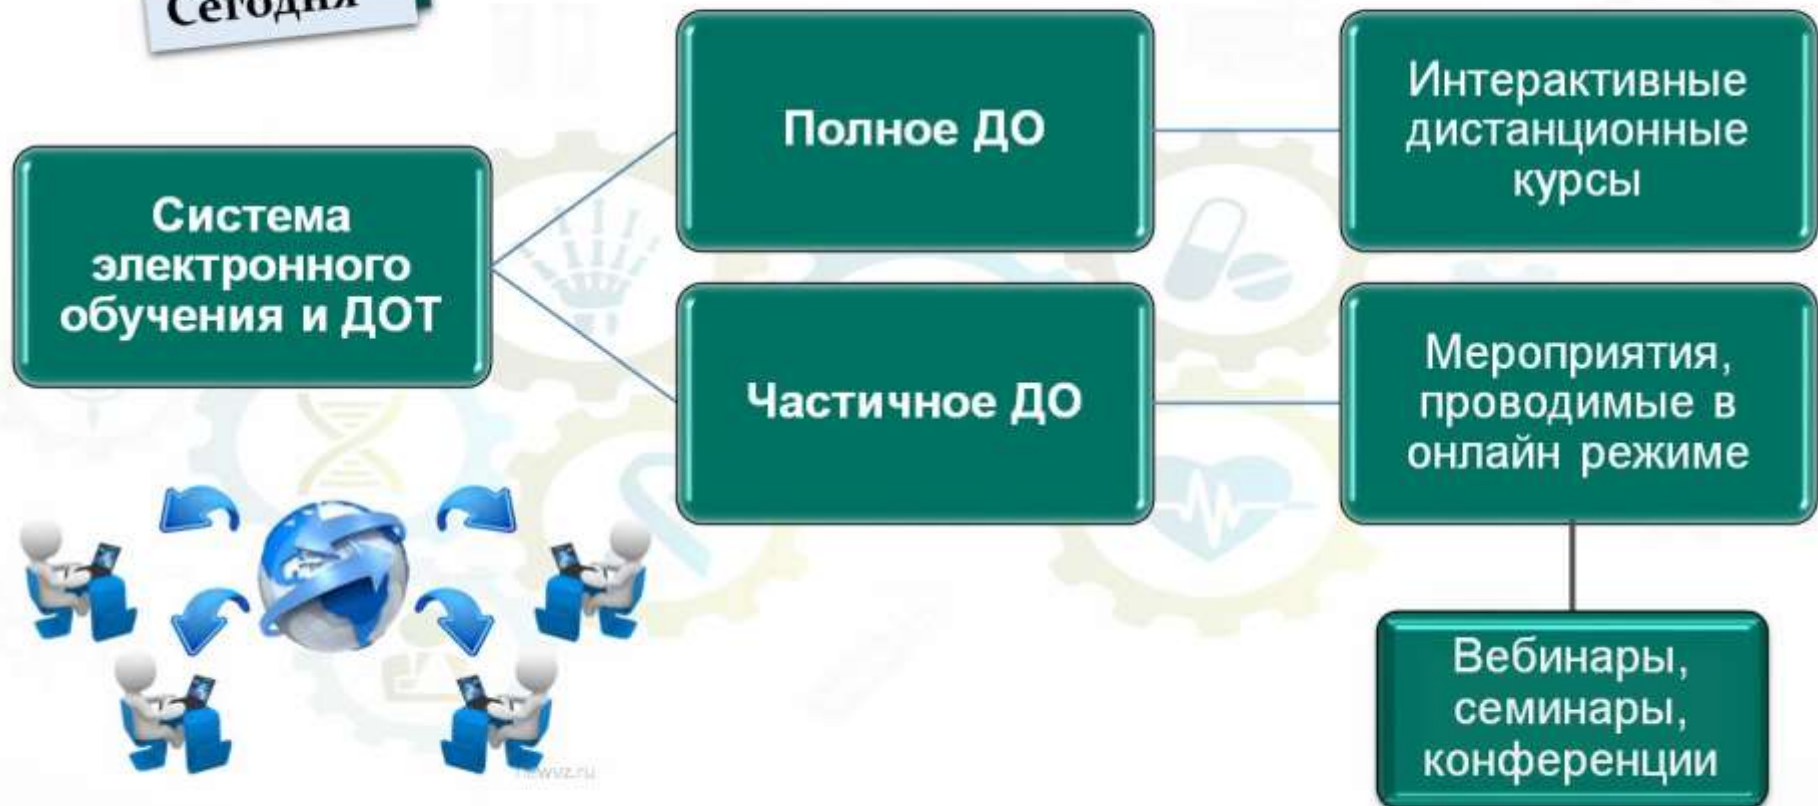 Сегодня
Система
электронного
обучения и ДОТ
Полное ДО
Интерактивные
дистанционные
курсы
Частичное ДО
Мероприятия,
проводимые в
онлайн режиме
Вебинары,
семинары,
конференции